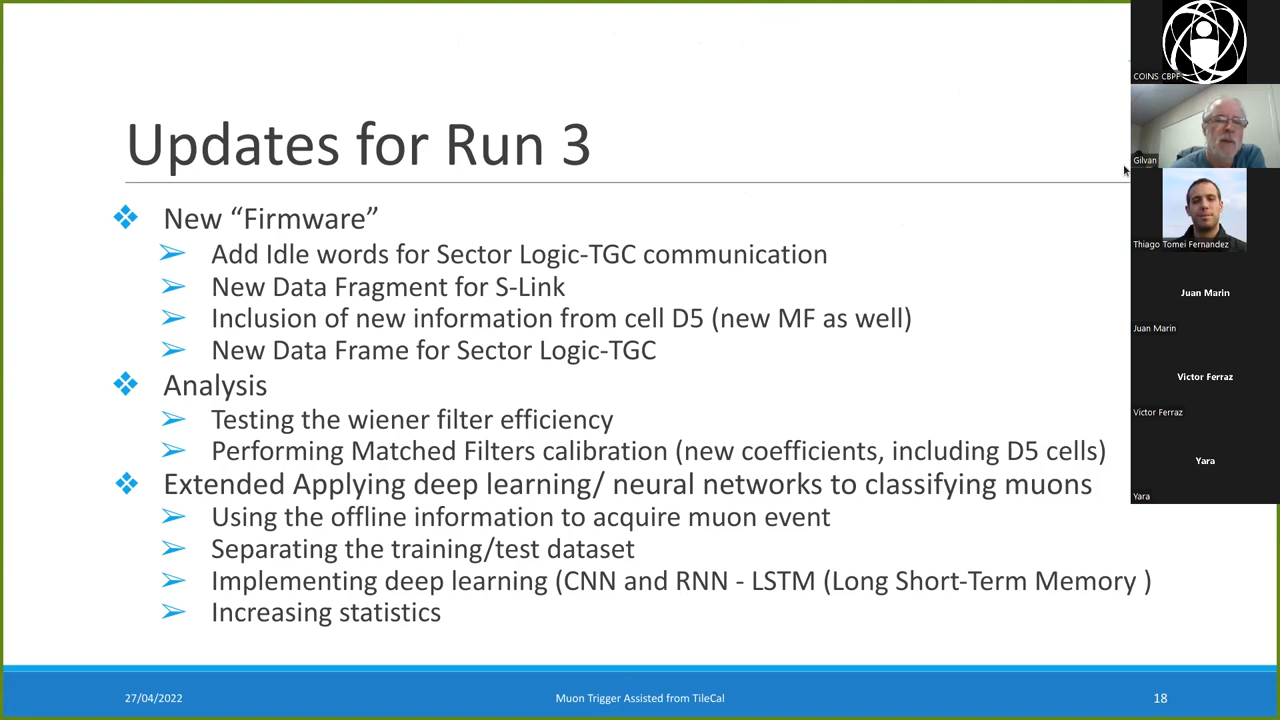 Updates for Run 3
New “Firmware”
Add Idle words for Sector Logic-TGC communication
New Data Fragment for S-Link
Inclusion of new information from cell D5 (new MF as well)
New Data Frame for Sector Logic-TGC
Analysis
Testing the wiener filter efficiency
Performing Matched Filters calibration (new coefficients, including D5 cells)
Extended Applying deep learning/ neural networks to classifying muons
Using the offline information to acquire muon event
Separating the training/test dataset
Implementing deep learning (CNN and RNN - LSTM (Long Short-Term Memory )
Increasing statistics
27/04/2022
Muon Trigger Assisted from TileCal
18
COINS CBPF
Gilvan
Thiago Tomei Fernandez
Juan Marin
Juan Marin
Victor Ferraz
Victor Ferraz
Yara
Yara